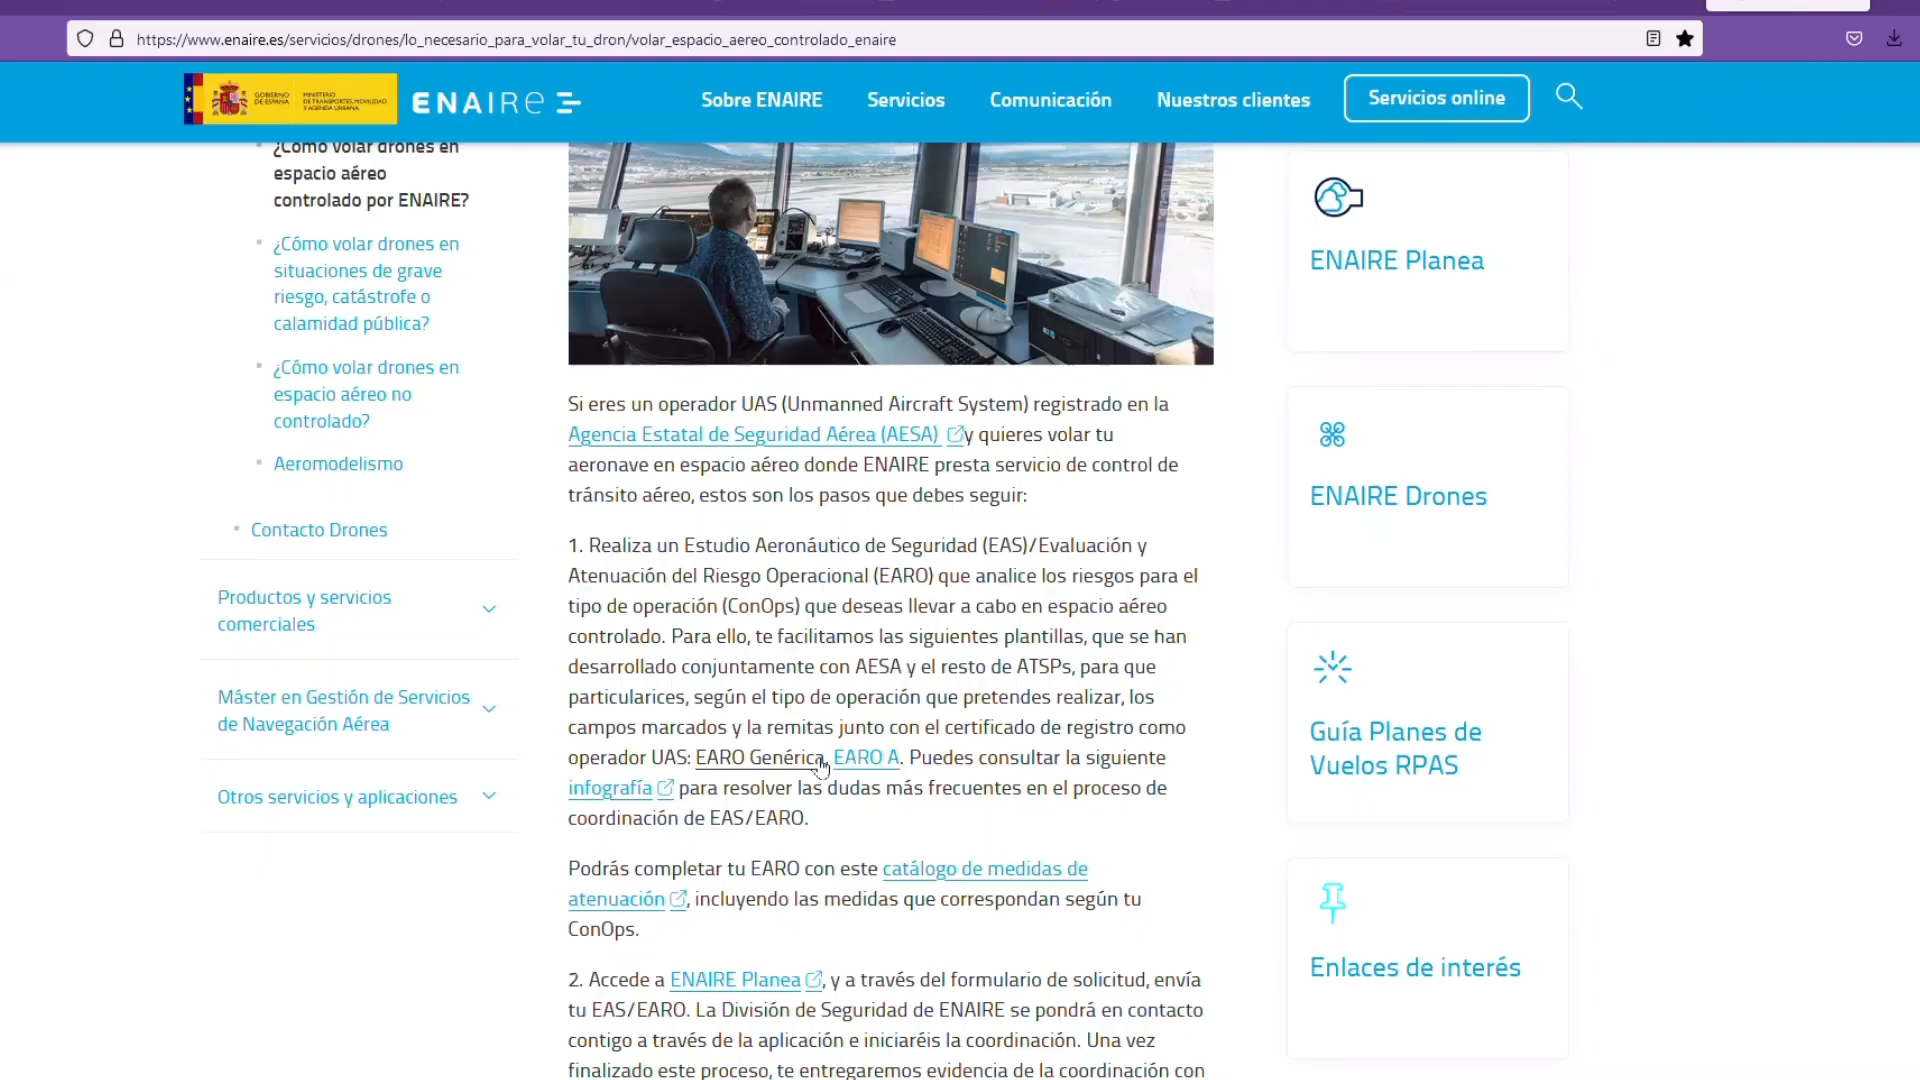 https://www.enaire.es/servicios/drones/lo_necesario_para_volar_tu_dron/volar_espacio_aereo_controlado_enaire
GOBIERNO
DE ESPAÑA
MINISTERIO
DE TRANSPORTES, MOVILIDAD
Y AGENDA URBANA
ENAIRE
Sobre ENAIRE
Servicios
Comunicación
Nuestros clientes
Servicios online
¿Cómo volar drones en
espacio aéreo
controlado por ENAIRE?
¿Cómo volar drones en
situaciones de grave
riesgo, catástrofe o
calamidad pública?
¿Cómo volar drones en
espacio aéreo no
controlado?
Aeromodelismo
Contacto Drones
Productos y servicios
comerciales
Máster en Gestión de Servicios
de Navegación Aérea
Otros servicios y aplicaciones
Si eres un operador UAS (Unmanned Aircraft System) registrado en la
Agencia Estatal de Seguridad Aérea (AESA) y quieres volar tu
aeronave en espacio aéreo donde ENAIRE presta servicio de control de
tránsito aéreo, estos son los pasos que debes seguir:
1. Realiza un Estudio Aeronáutico de Seguridad (EAS)/Evaluación y
Atenuación del Riesgo Operacional (EARO) que analice los riesgos para el
tipo de operación (ConOps) que deseas llevar a cabo en espacio aéreo
controlado. Para ello, te facilitamos las siguientes plantillas, que se han
desarrollado conjuntamente con AESA y el resto de ATSPs, para que
particularices, según el tipo de operación que pretendes realizar, los
campos marcados y la remitas junto con el certificado de registro como
operador UAS: EARO Genérica, EARO A. Puedes consultar la siguiente
infografía para resolver las dudas más frecuentes en el proceso de
coordinación de EAS/EARO.
Podrás completar tu EARO con este catálogo de medidas de
atenuación, incluyendo las medidas que correspondan según tu
ConOps.
2. Accede a ENAIRE Planea, y a través del formulario de solicitud, envía
tu EAS/EARO. La División de Seguridad de ENAIRE se pondrá en contacto
contigo a través de la aplicación e iniciaréis la coordinación. Una vez
finalizado este proceso, te entregaremos evidencia de la coordinación con
ENAIRE Planea
ENAIRE Drones
Guía Planes de
Vuelos RPAS
Enlaces de interés